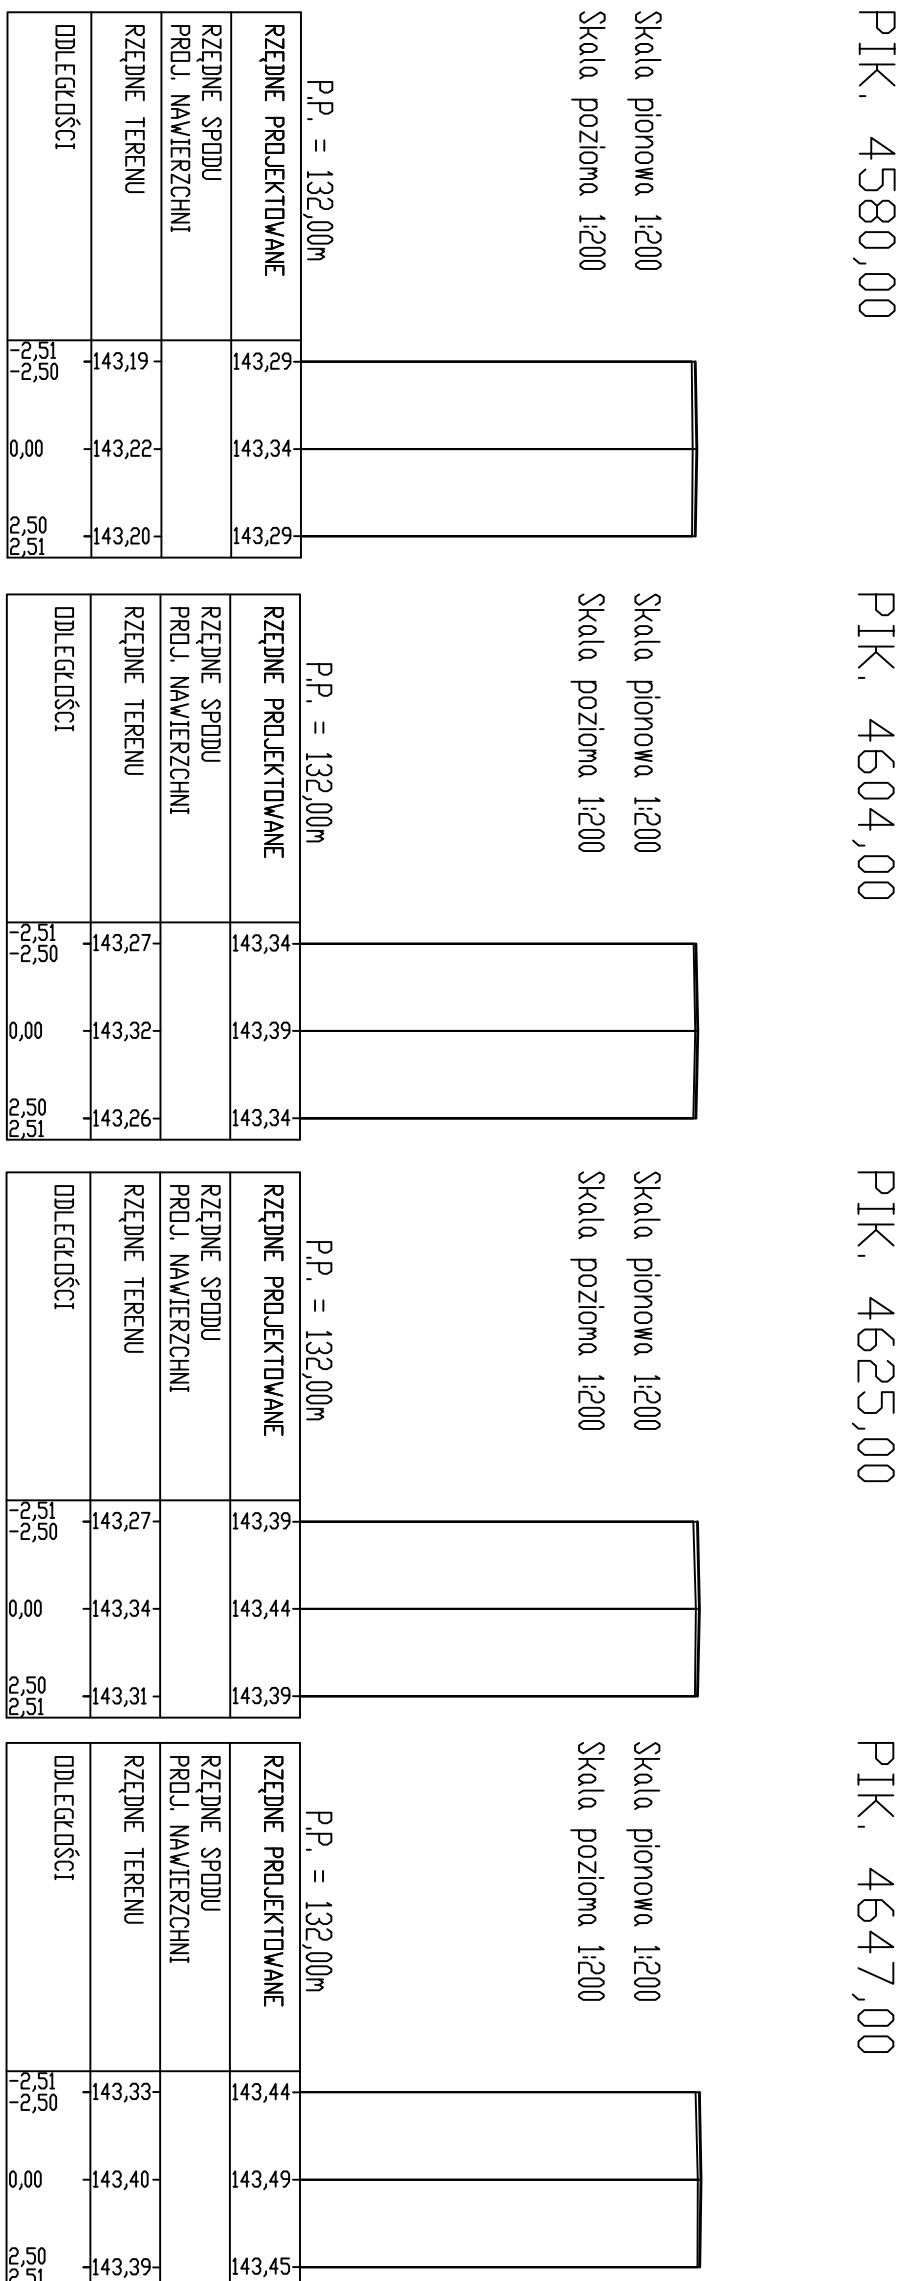 PIK. 4580,00
Skala pionowa 1:200
Skala pozioma 1:200
P.P. = 132,00m
RZĘDNE PROJEKTOWANE
143,29 143,34 143,29
RZĘDNE SPODU
PROJ. NAWIERZCHNI
RZĘDNE TERENU
143,19 143,22 143,20
ODLEGŁOŚCI
-2,51 -2,50 0,00 2,50 2,51
PIK. 4604,00
Skala pionowa 1:200
Skala pozioma 1:200
P.P. = 132,00m
RZĘDNE PROJEKTOWANE
143,34 143,39 143,34
RZĘDNE SPODU
PROJ. NAWIERZCHNI
RZĘDNE TERENU
143,27 143,32 143,26
ODLEGŁOŚCI
-2,51 -2,50 0,00 2,50 2,51
PIK. 4625,00
Skala pionowa 1:200
Skala pozioma 1:200
P.P. = 132,00m
RZĘDNE PROJEKTOWANE
143,39 143,44 143,39
RZĘDNE SPODU
PROJ. NAWIERZCHNI
RZĘDNE TERENU
143,27 143,34 143,31
ODLEGŁOŚCI
-2,51 -2,50 0,00 2,50 2,51
PIK. 4647,00
Skala pionowa 1:200
Skala pozioma 1:200
P.P. = 132,00m
RZĘDNE PROJEKTOWANE
143,44 143,49 143,45
RZĘDNE SPODU
PROJ. NAWIERZCHNI
RZĘDNE TERENU
143,33 143,40 143,39
ODLEGŁOŚCI
-2,51 -2,50 0,00 2,50 2,51